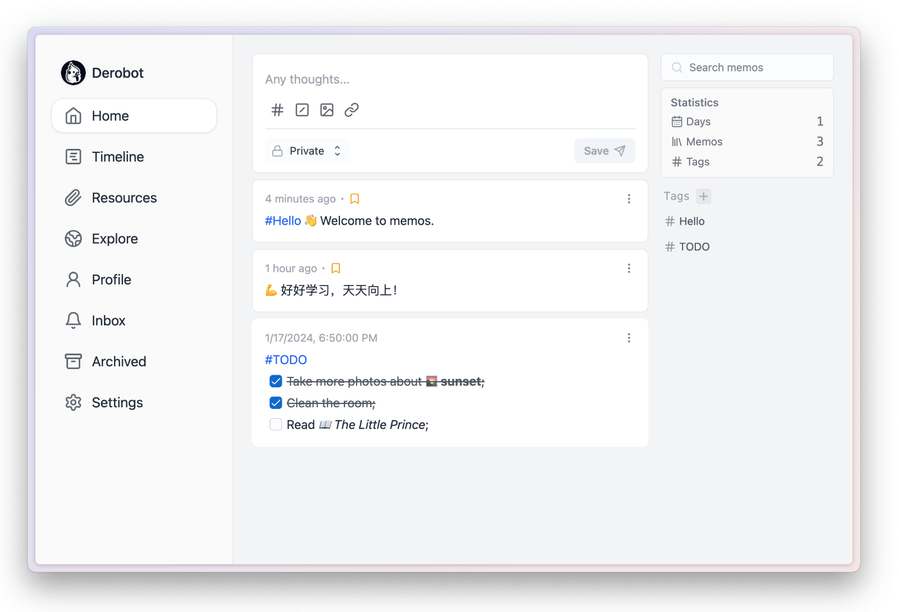 Derobot
Home
Timeline
Resources
Explore
Profile
Inbox
Archived
Settings
Any thoughts...
Private
Save
4 minutes ago ·
#Hello 👋 Welcome to memos.
1 hour ago ·
💪 好好学习，天天向上！
1/17/2024, 6:50:00 PM
#TODO
Take more photos about 🌄 sunset;
Clean the room;
Read 📖 The Little Prince;
Search memos
Statistics
Days 1
Memos 3
# Tags 2
Tags +
# Hello
# TODO